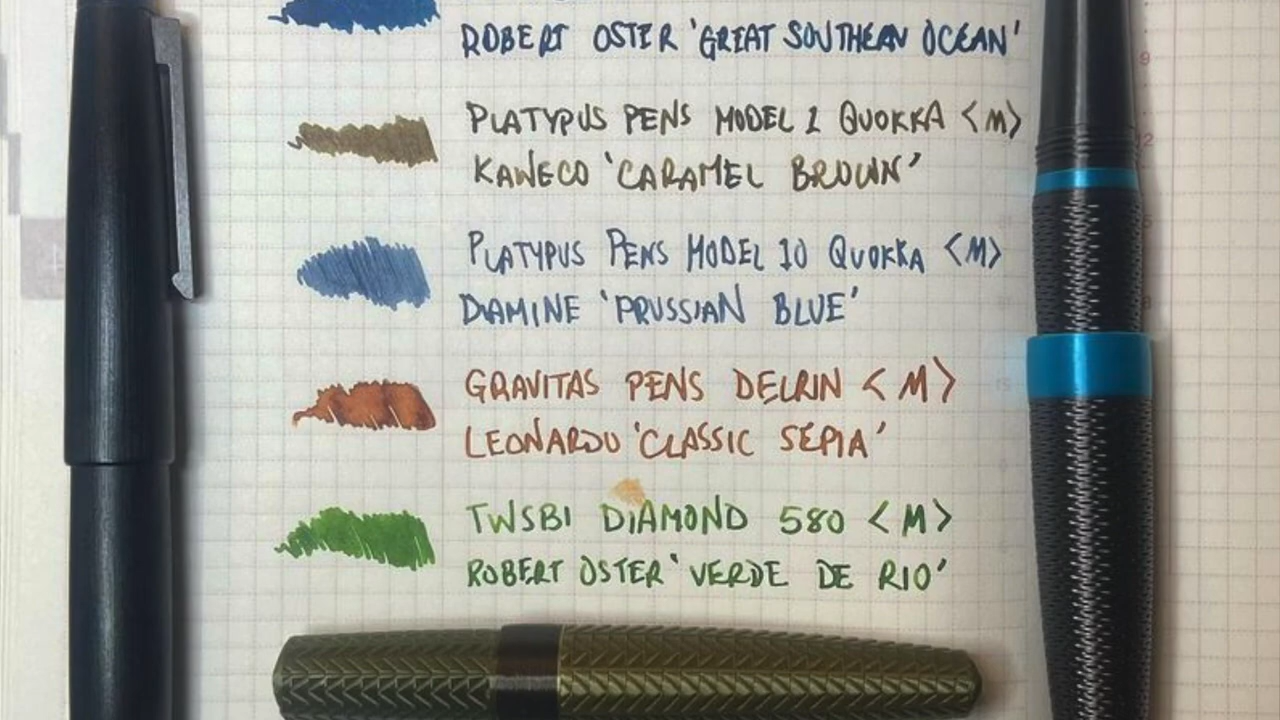 ROBERT OSTER 'GREAT SOUTHERN OCEAN'
PLATYPUS PENS MODEL 1 QUOKKA <M>
KAWECO 'CARAMEL BROWN'
PLATYPUS PENS MODEL 10 QUOKKA <M>
DIAMINE 'PRUSSIAN BLUE'
GRAVITAS PENS DELRIN <M>
LEONARDO 'CLASSIC SEPIA'
TWSBI DIAMOND 580 <M>
ROBERT OSTER 'VERDE DE RIO'